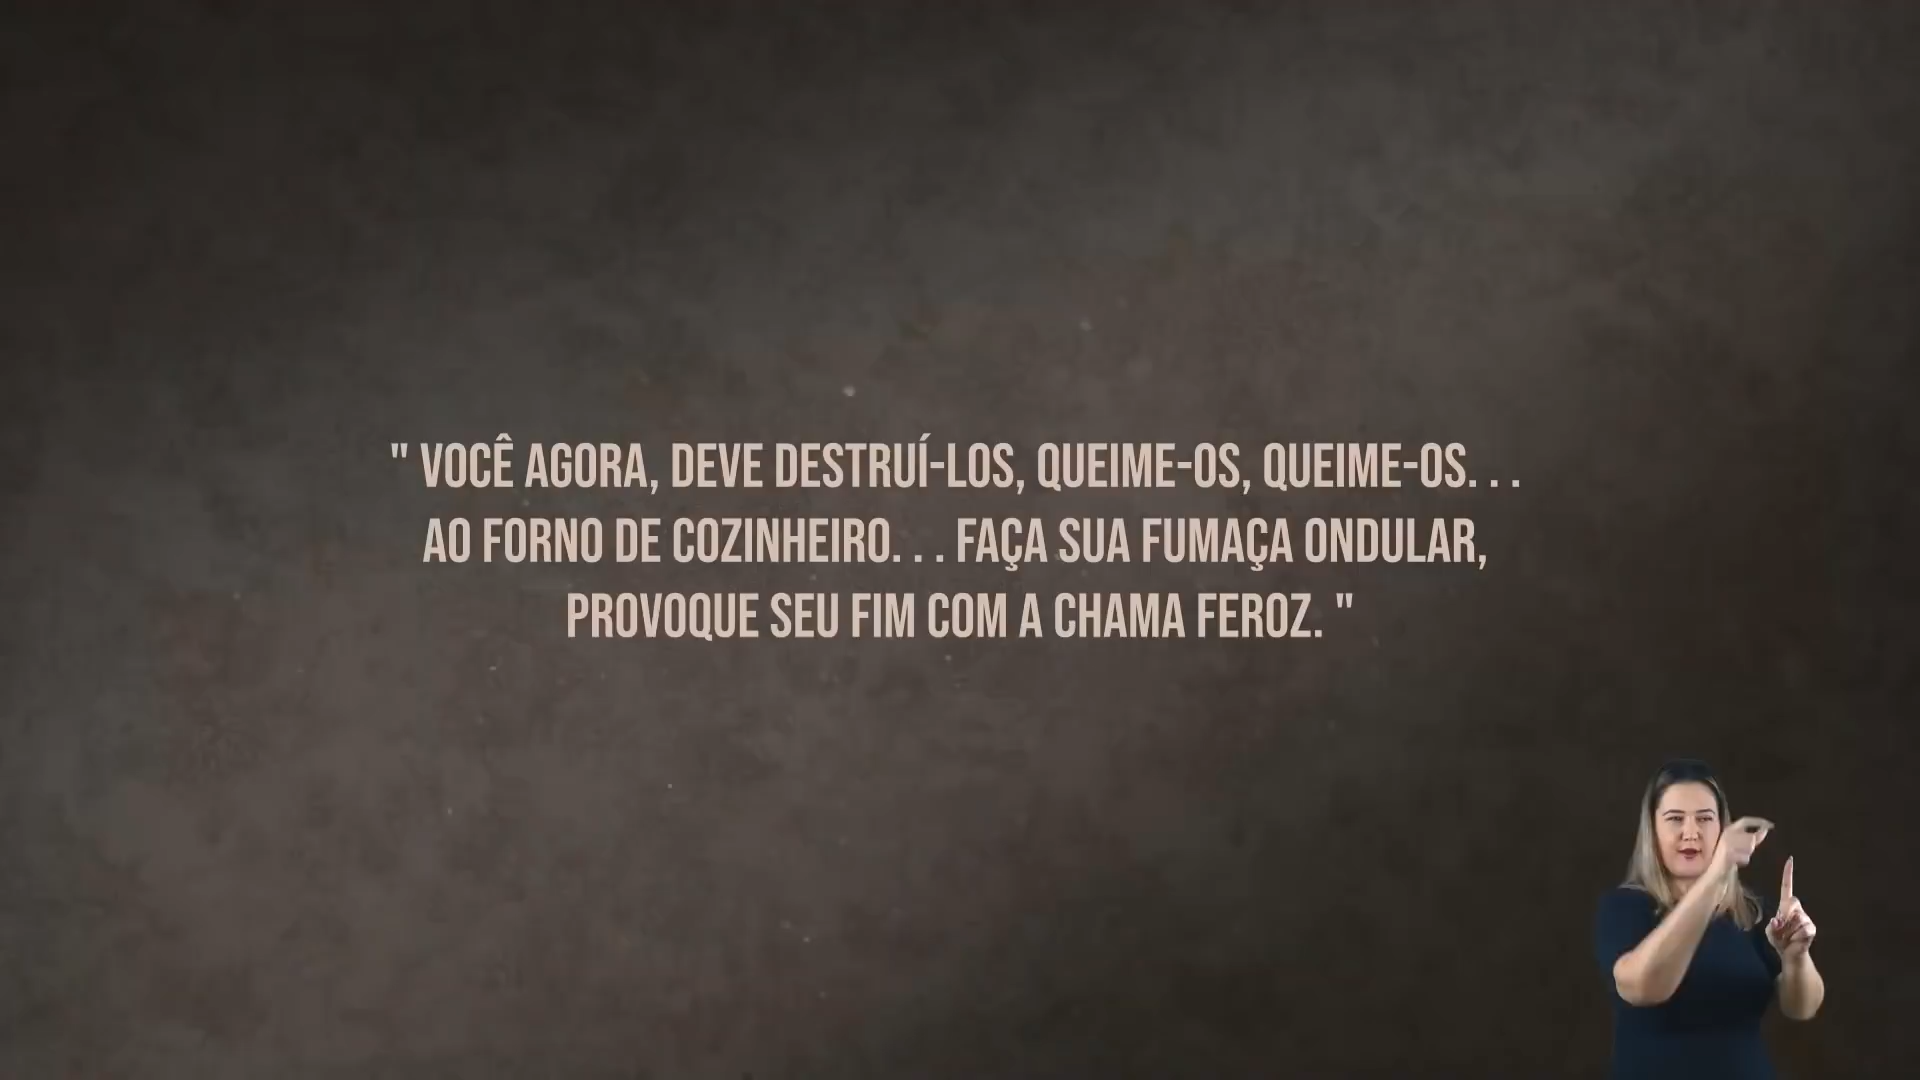 " VOCÊ AGORA, DEVE DESTRUÍ-LOS, QUEIME-OS, QUEIME-OS. . .
AO FORNO DE COZINHEIRO. . . FAÇA SUA FUMAÇA ONDULAR,
PROVOQUE SEU FIM COM A CHAMA FEROZ. "